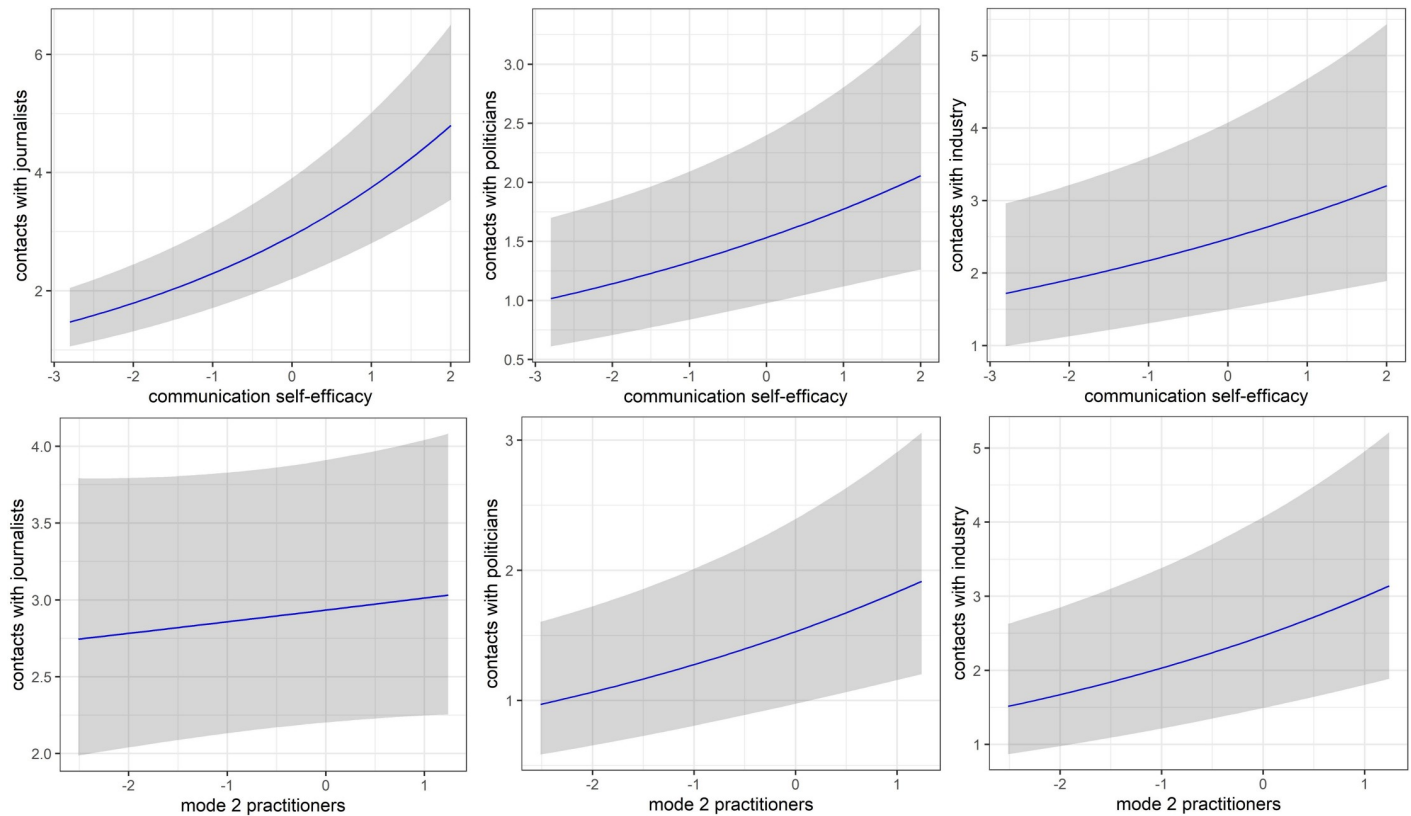 contacts with journalists
6
4
2
-3 -2 -1 0 1 2
communication self-efficacy
contacts with politicians
3.0
2.5
2.0
1.5
1.0
0.5
-3 -2 -1 0 1 2
communication self-efficacy
contacts with industry
5
4
3
2
1
-3 -2 -1 0 1 2
communication self-efficacy
contacts with journalists
4.0
3.5
3.0
2.5
2.0
-2 -1 0 1
mode 2 practitioners
contacts with politicians
3
2
1
-2 -1 0 1
mode 2 practitioners
contacts with industry
5
4
3
2
1
-2 -1 0 1
mode 2 practitioners